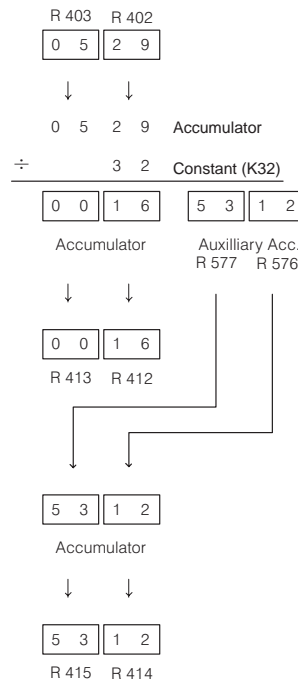 R 403 R 402
0 5 2 9
0 5 2 9 Accumulator
÷ 3 2 Constant (K32)
0 0 1 6 5 3 1 2
Accumulator Auxilliary Acc.
R 577 R 576
0 0 1 6
R 413 R 412
5 3 1 2
Accumulator
5 3 1 2
R 415 R 414